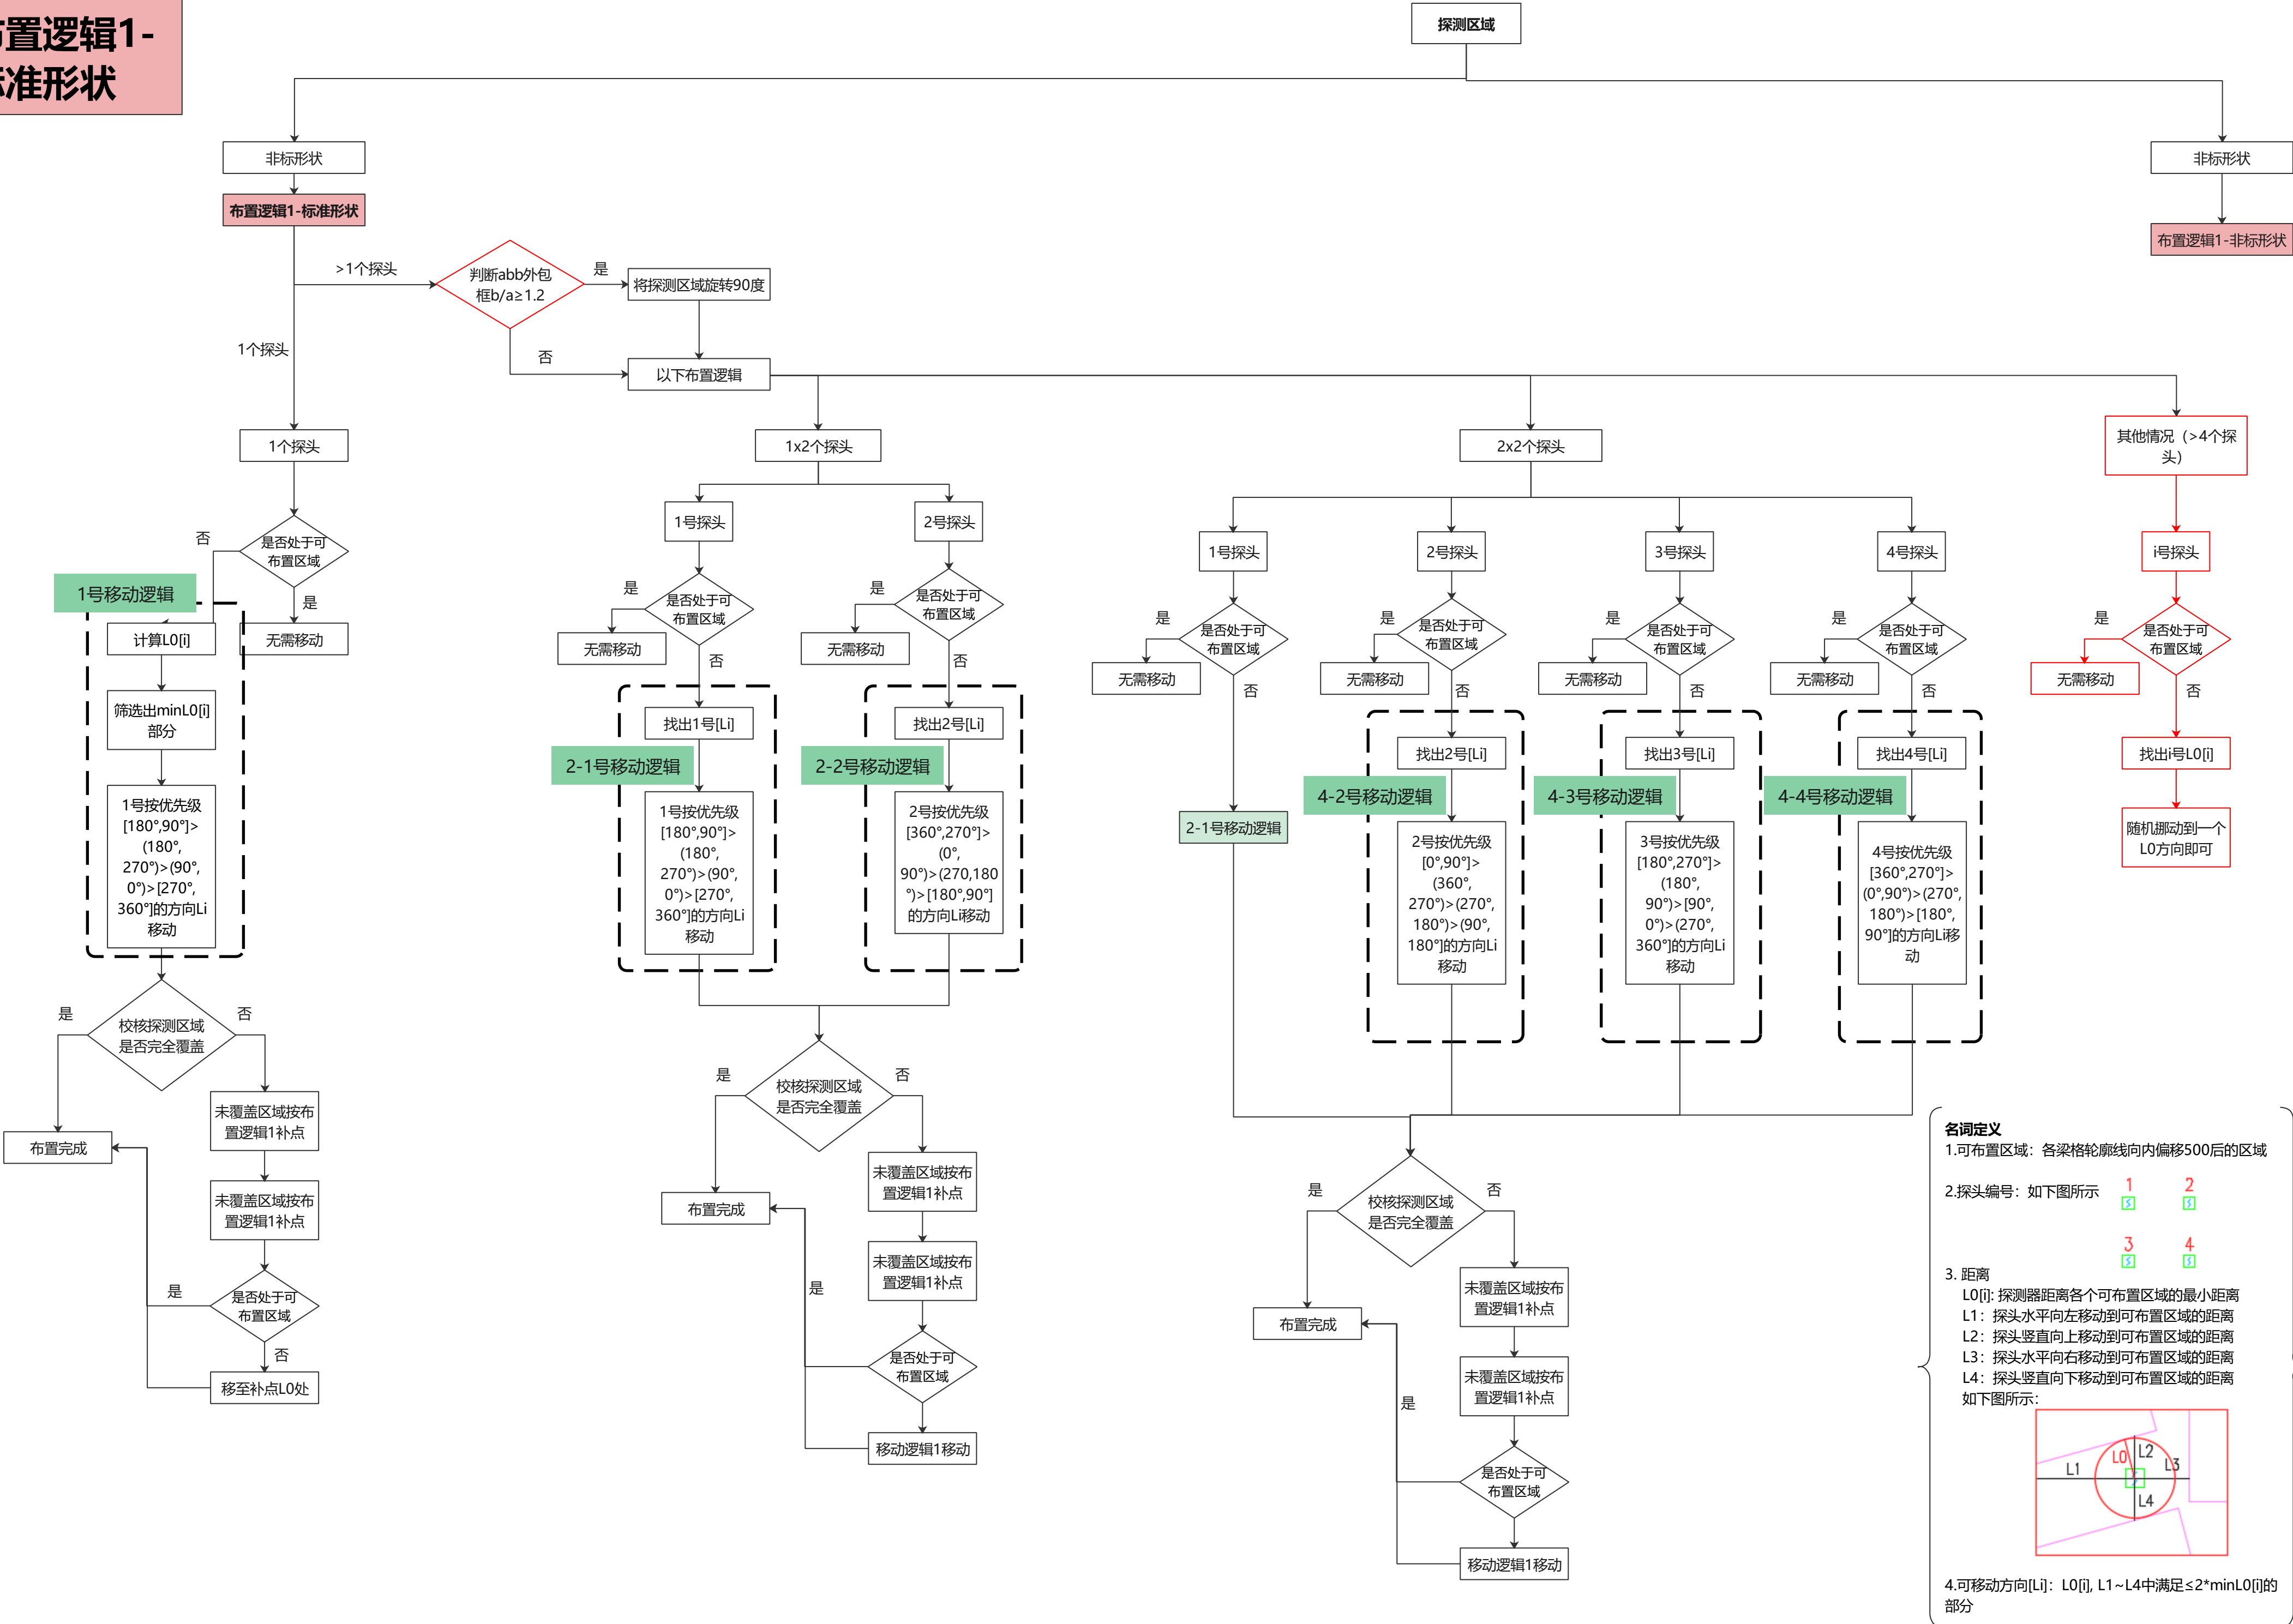 布置逻辑1-
标准形状
探测区域
非标形状
非标形状
布置逻辑1-标准形状
布置逻辑1-非标形状
>1个探头
判断abb外包
框b/a≥1.2
是
将探测区域旋转90度
1个探头
否
以下布置逻辑
1个探头
1x2个探头
2x2个探头
其他情况（>4个探
头）
否
是否处于可
布置区域
是
无需移动
1号移动逻辑
计算L0[i]
筛选出minL0[i]
部分
1号按优先级
[180°,90°]>
(180°,
270°)>(90°,
0°)>[270°,
360°]的方向Li
移动
校核探测区域
是否完全覆盖
是
否
布置完成
未覆盖区域按布
置逻辑1补点
未覆盖区域按布
置逻辑1补点
是否处于可
布置区域
是
否
移至补点L0处
1号探头
是否处于可
布置区域
是
无需移动
否
找出1号[Li]
2-1号移动逻辑
1号按优先级
[180°,90°]>
(180°,
270°)>(90°,
0°)>[270°,
360°]的方向Li
移动
2号探头
是否处于可
布置区域
是
无需移动
否
找出2号[Li]
2-2号移动逻辑
2号按优先级
[360°,270°]>
(0°,
90°)>(270,180
°)>[180°,90°]
的方向Li移动
校核探测区域
是否完全覆盖
是
否
布置完成
未覆盖区域按布
置逻辑1补点
未覆盖区域按布
置逻辑1补点
是
是否处于可
布置区域
移动逻辑1移动
1号探头
是否处于可
布置区域
是
无需移动
否
2-1号移动逻辑
2号探头
是否处于可
布置区域
是
无需移动
否
找出2号[Li]
4-2号移动逻辑
2号按优先级
[0°,90°]>
(360°,
270°)>(270°,
180°)>(90°,
180°]的方向Li
移动
3号探头
是否处于可
布置区域
是
无需移动
否
找出3号[Li]
4-3号移动逻辑
3号按优先级
[180°,270°]>
(180°,
90°)>[90°,
0°)>(270°,
360°]的方向Li
移动
4号探头
是否处于可
布置区域
是
无需移动
否
找出4号[Li]
4-4号移动逻辑
4号按优先级
[360°,270°]>
(0°,90°)>(270°,
180°)>[180°,
90°]的方向Li移
动
校核探测区域
是否完全覆盖
是
否
布置完成
未覆盖区域按布
置逻辑1补点
未覆盖区域按布
置逻辑1补点
是
是否处于可
布置区域
移动逻辑1移动
i号探头
是否处于可
布置区域
是
无需移动
否
找出i号L0[i]
随机挪动到一个
L0方向即可
名词定义
1.可布置区域：各梁格轮廓线向内偏移500后的区域
2.探头编号：如下图所示
1 2
3 4
3. 距离
L0[i]: 探测器距离各个可布置区域的最小距离
L1：探头水平向左移动到可布置区域的距离
L2：探头竖直向上移动到可布置区域的距离
L3：探头水平向右移动到可布置区域的距离
L4：探头竖直向下移动到可布置区域的距离
如下图所示：
L0 L2
L1 L3
L4
4.可移动方向[Li]：L0[i], L1~L4中满足≤2*minL0[i]的
部分